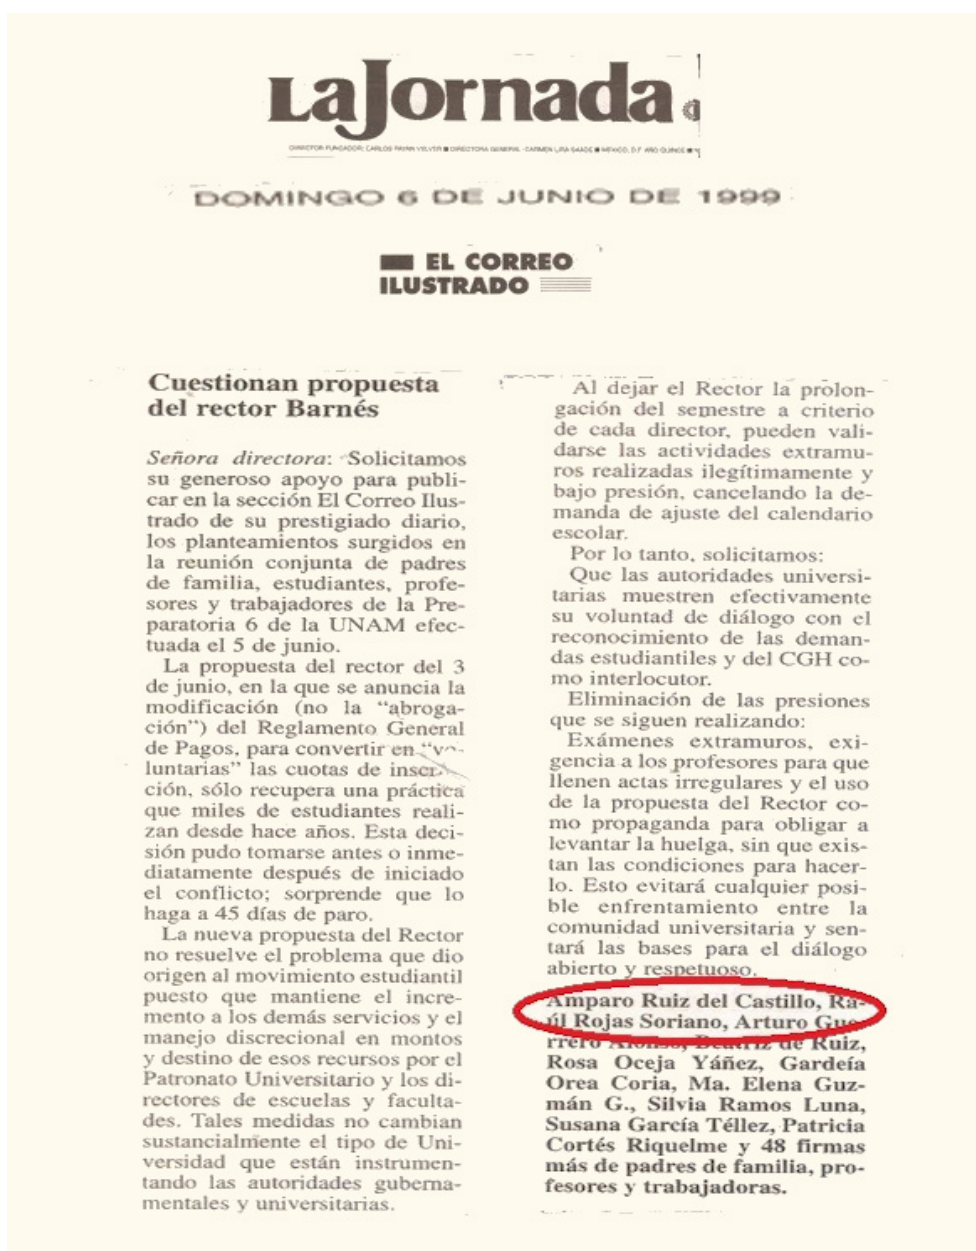 LaJornada
DIRECTOR FUNDADOR: CARLOS PAYAN VELVER ■ DIRECTORA GENERAL: CARMEN LIRA SAADE ■ MEXICO, D.F. AÑO QUINCE ■
DOMINGO 6 DE JUNIO DE 1999
EL CORREO
ILUSTRADO
Cuestionan propuesta
del rector Barnés
Señora directora: Solicitamos
su generoso apoyo para publi-
car en la sección El Correo Ilus-
trado de su prestigiado diario,
los planteamientos surgidos en
la reunión conjunta de padres
de familia, estudiantes, profe-
sores y trabajadores de la Pre-
paratoria 6 de la UNAM efec-
tuada el 5 de junio.
La propuesta del rector del 3
de junio, en la que se anuncia la
modificación (no la “abroga-
ción”) del Reglamento General
de Pagos, para convertir en “vo-
luntarias” las cuotas de inscrip-
ción, sólo recupera una práctica
que miles de estudiantes reali-
zan desde hace años. Esta deci-
sión pudo tomarse antes o inme-
diatamente después de iniciado
el conflicto; sorprende que lo
haga a 45 días de paro.
La nueva propuesta del Rector
no resuelve el problema que dio
origen al movimiento estudiantil
puesto que mantiene el incre-
mento a los demás servicios y el
manejo discrecional en montos
y destino de esos recursos por el
Patronato Universitario y los di-
rectores de escuelas y faculta-
des. Tales medidas no cambian
sustancialmente el tipo de Uni-
versidad que están instrumen-
tando las autoridades guberna-
mentales y universitarias.
Al dejar el Rector la prolon-
gación del semestre a criterio
de cada director, pueden vali-
darse las actividades extramu-
ros realizadas ilegítimamente y
bajo presión, cancelando la de-
manda de ajuste del calendario
escolar.
Por lo tanto, solicitamos:
Que las autoridades universi-
tarias muestren efectivamente
su voluntad de diálogo con el
reconocimiento de las deman-
das estudiantiles y del CGH co-
mo interlocutor.
Eliminación de las presiones
que se siguen realizando:
Exámenes extramuros, exi-
gencia a los profesores para que
llenen actas irregulares y el uso
de la propuesta del Rector co-
mo propaganda para obligar a
levantar la huelga, sin que exis-
tan las condiciones para hacer-
lo. Esto evitará cualquier posi-
ble enfrentamiento entre la
comunidad universitaria y sen-
tará las bases para el diálogo
abierto y respetuoso.
Amparo Ruiz del Castillo, Ra-
úl Rojas Soriano, Arturo Gue-
rrero Alonso, Beatriz de Ruiz,
Rosa Oceja Yáñez, Gardeía
Orea Coria, Ma. Elena Guz-
mán G., Silvia Ramos Luna,
Susana García Téllez, Patricia
Cortés Riquelme y 48 firmas
más de padres de familia, pro-
fesores y trabajadoras.